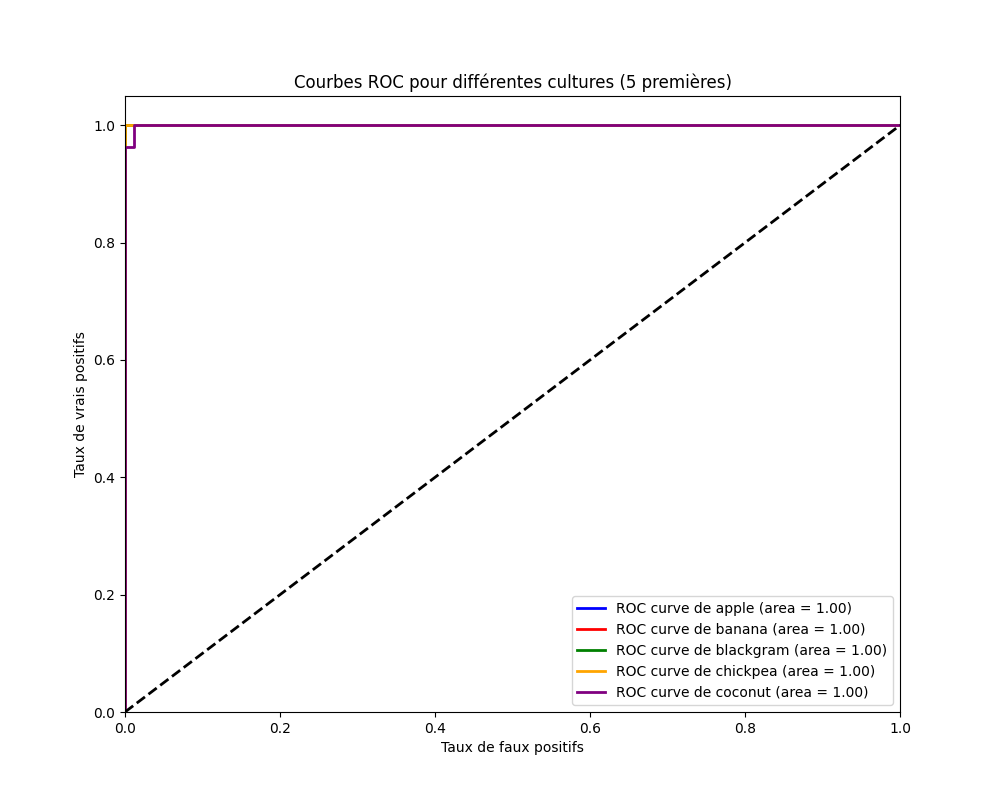 Courbes ROC pour différentes cultures (5 premières)
Taux de vrais positifs
1.0
0.8
0.6
0.4
0.2
0.0
ROC curve de apple (area = 1.00)
ROC curve de banana (area = 1.00)
ROC curve de blackgram (area = 1.00)
ROC curve de chickpea (area = 1.00)
ROC curve de coconut (area = 1.00)
0.0 0.2 0.4 0.6 0.8 1.0
Taux de faux positifs